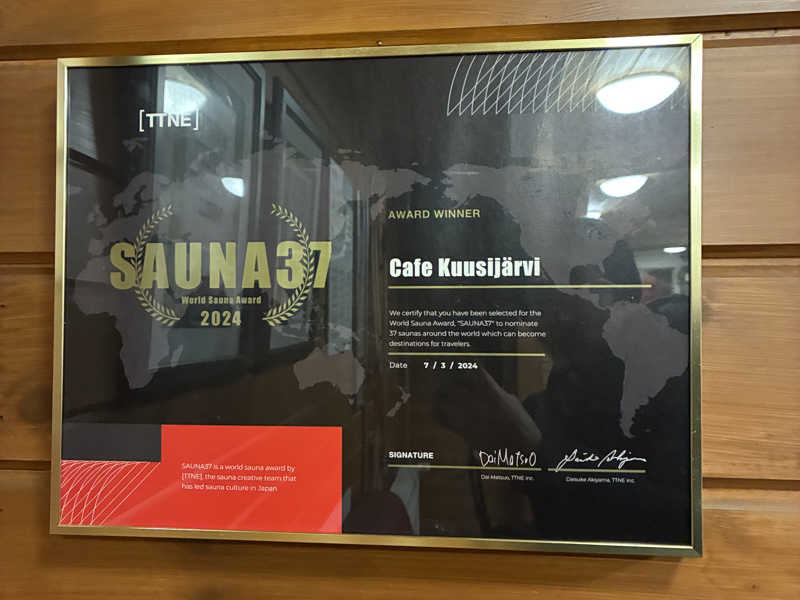 [TTNE]
SAUNA37
World Sauna Award
2024
AWARD WINNER
Cafe Kuusijärvi
We certify that you have been selected for the
World Sauna Award, "SAUNA37" to nominate
37 saunas around the world which can become
destinations for travelers.
Date 7 / 3 / 2024
SIGNATURE
Dai Matsuo
Dai Matsuo, TTNE inc.
Daisuke Akiyama, TTNE inc.
SAUNA37 is a world sauna award by
[TTNE], the sauna creative team that
has led sauna culture in Japan.